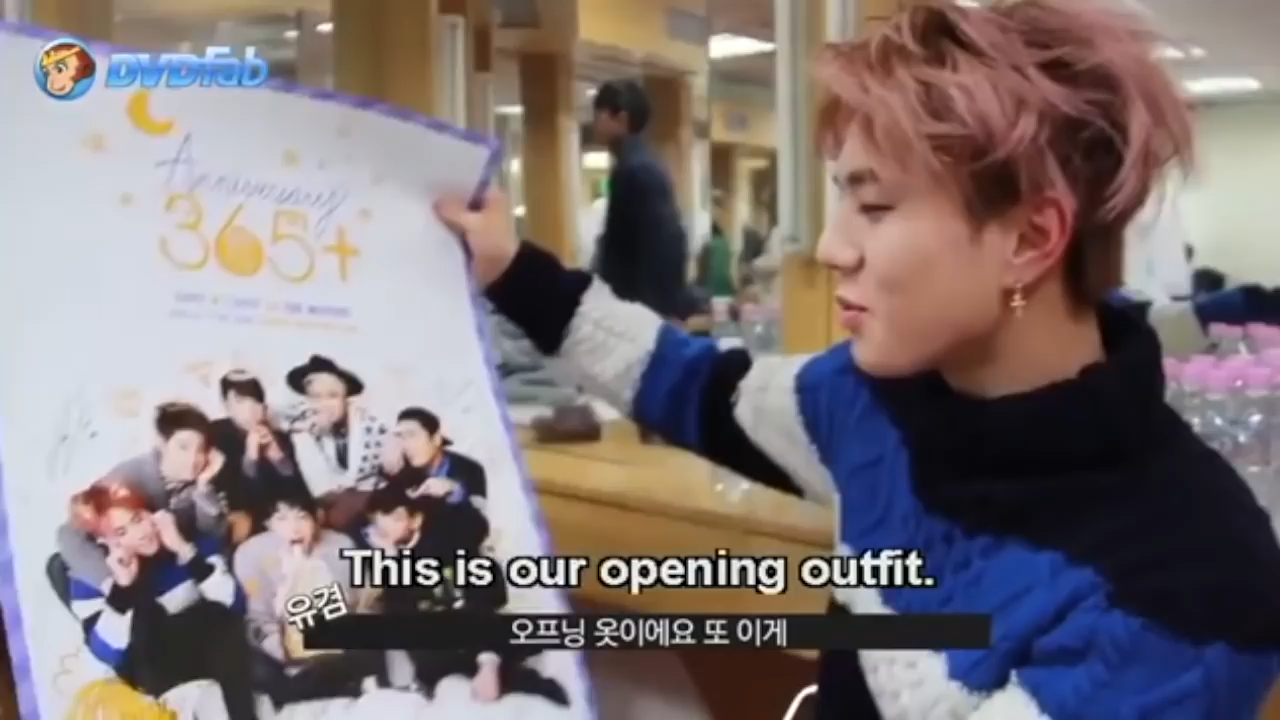 DVDFab
Anniversary
365+
This is our opening outfit.
유겸
오프닝 옷이에요 또 이게